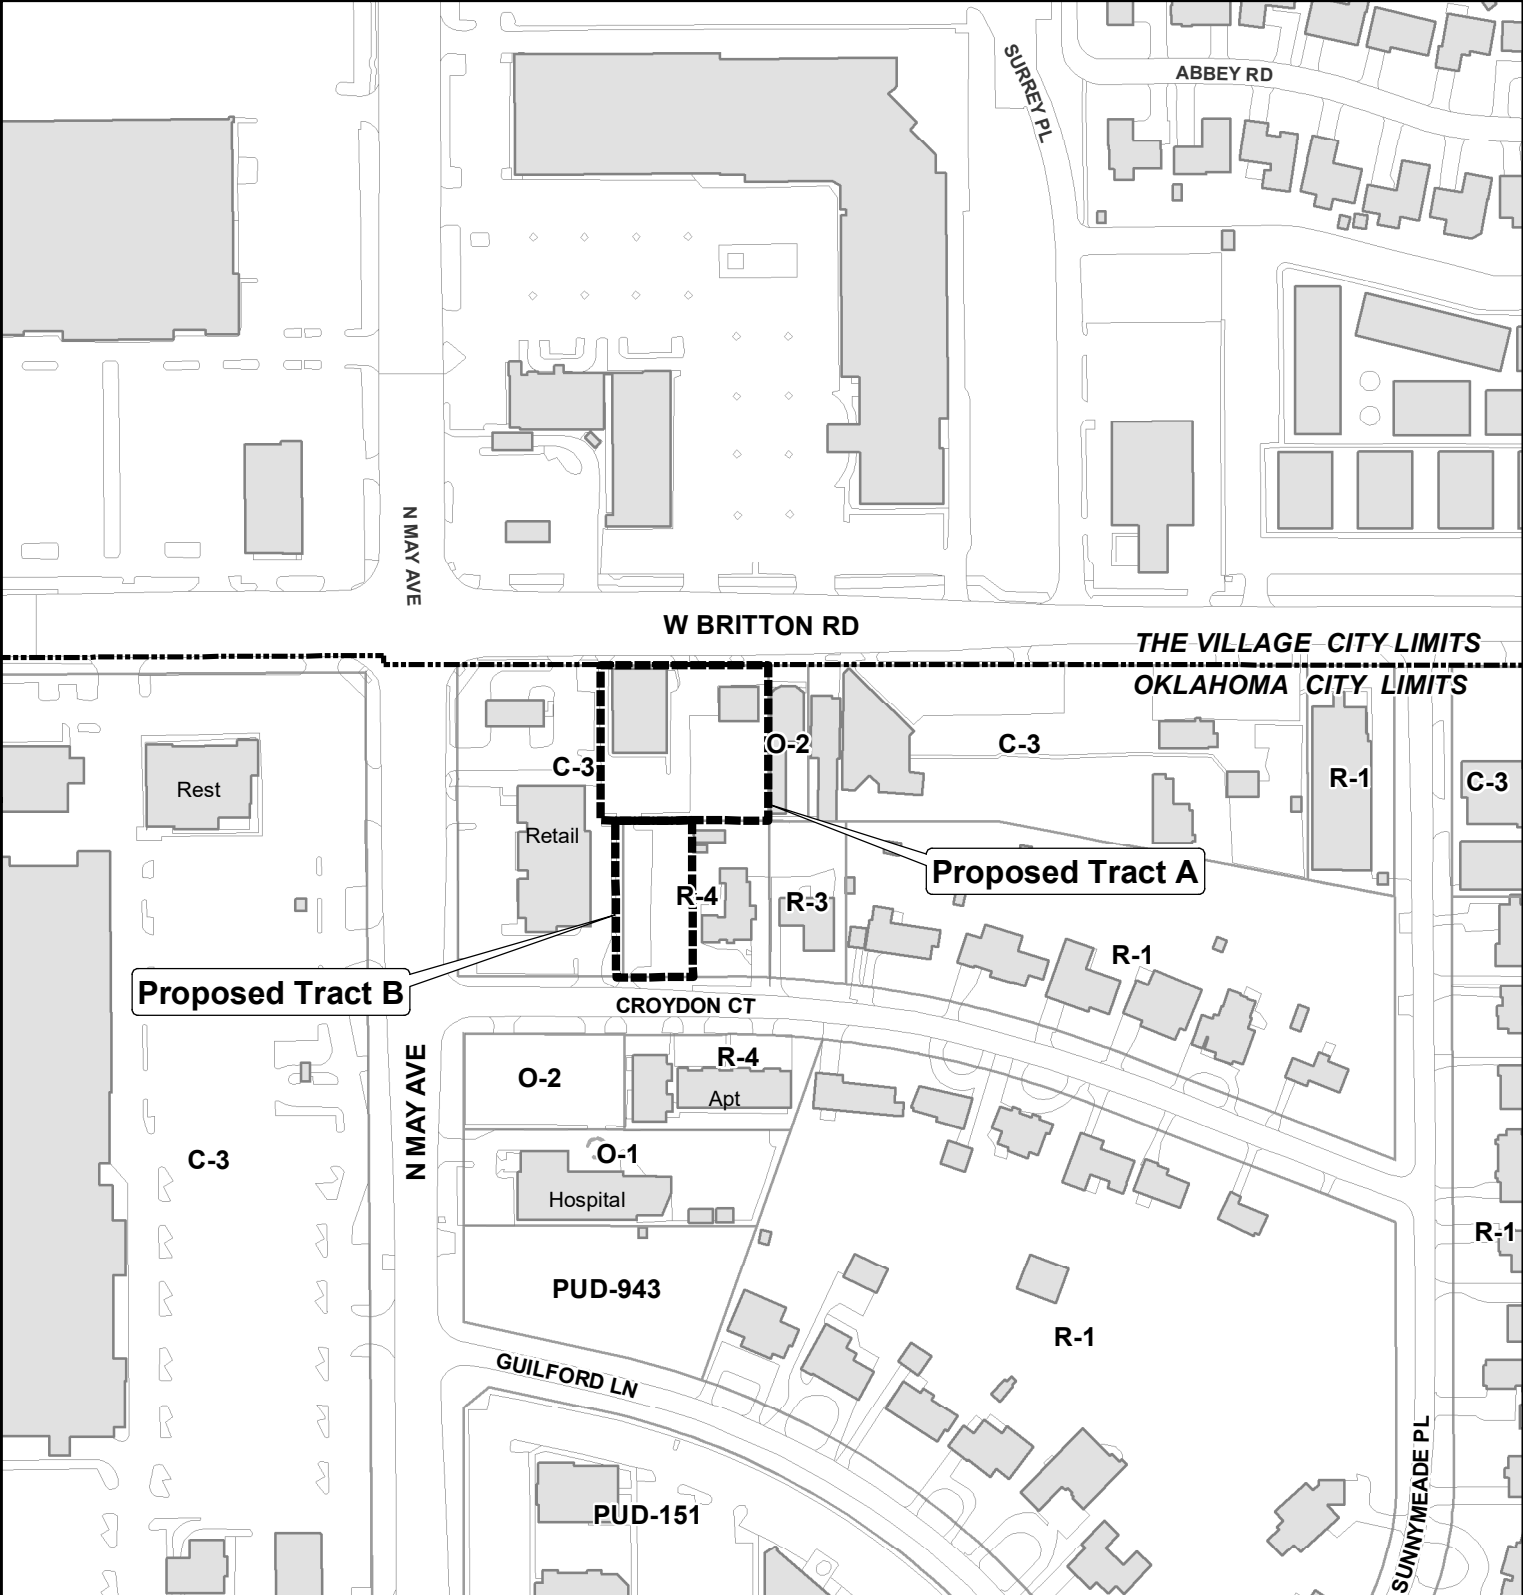 ABBEY RD
SURREY PL
N MAY AVE
W BRITTON RD
THE VILLAGE CITY LIMITS
OKLAHOMA CITY LIMITS
C-3
O-2
C-3
R-1
C-3
Rest
Retail
Proposed Tract A
R-4
R-3
R-1
Proposed Tract B
CROYDON CT
N MAY AVE
O-2
R-4
Apt
C-3
O-1
Hospital
R-1
PUD-943
R-1
GUILFORD LN
PUD-151
SUNNYMEADE PL